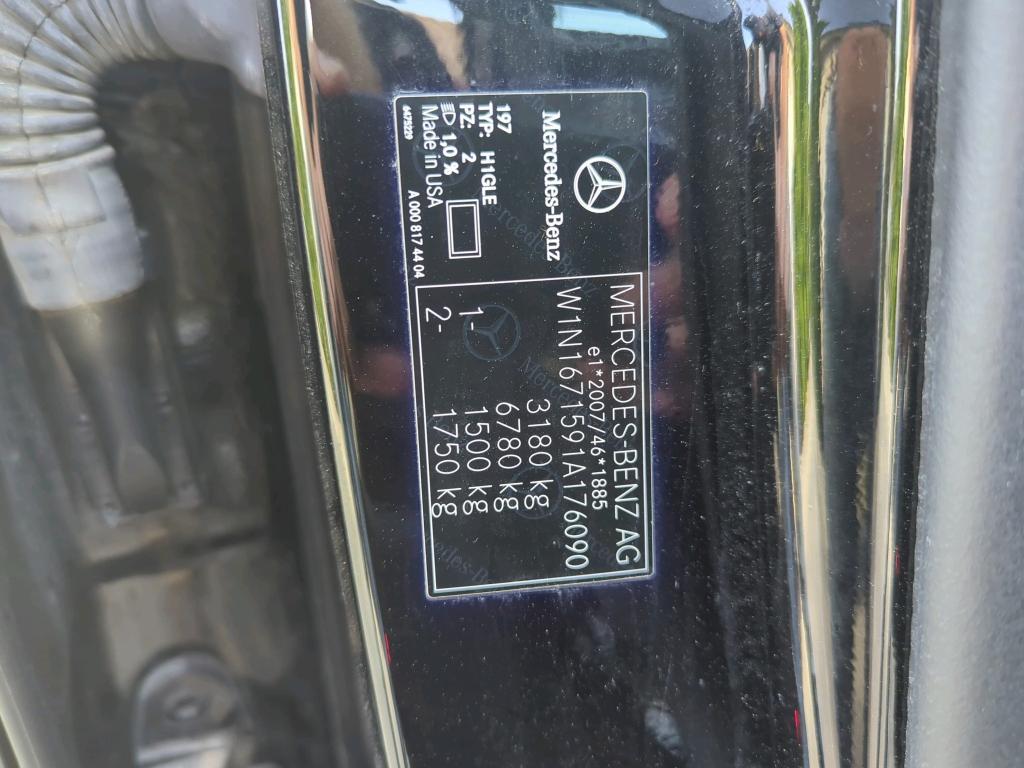 Mercedes-Benz
197
TYP: H1GLE
PZ: 2
1,0 %
Made in USA
A 000 817 44 04
MERCEDES-BENZ AG
e1*2007/46*1885
W1N1671591A176090
3180 kg
6780 kg
1- 1500 kg
2- 1750 kg